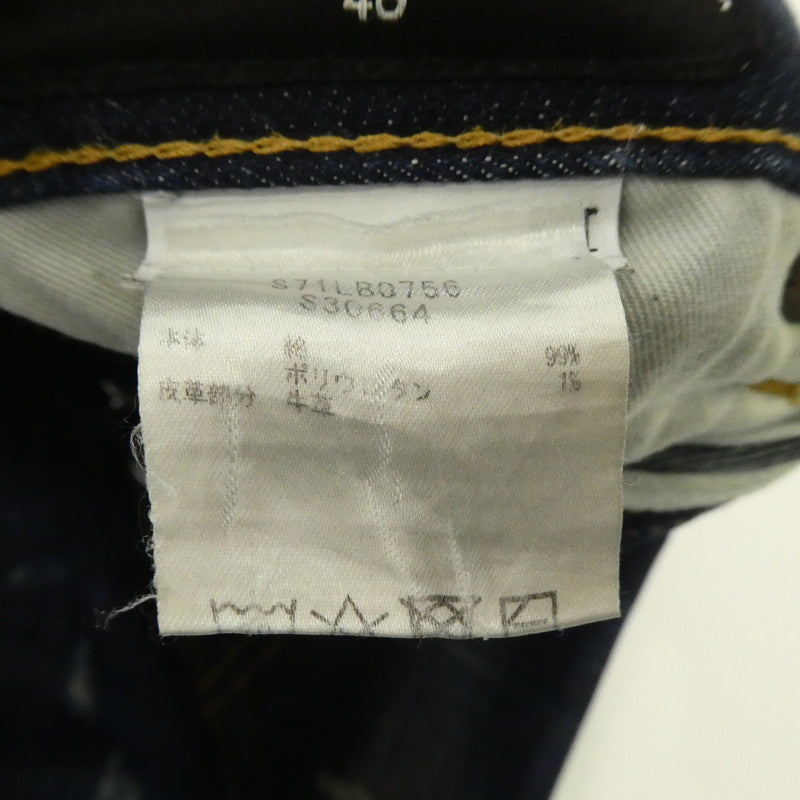 40
S71LB0756
S30664
本体 綿 99%
ポリウレタン 1%
皮革部分 牛革